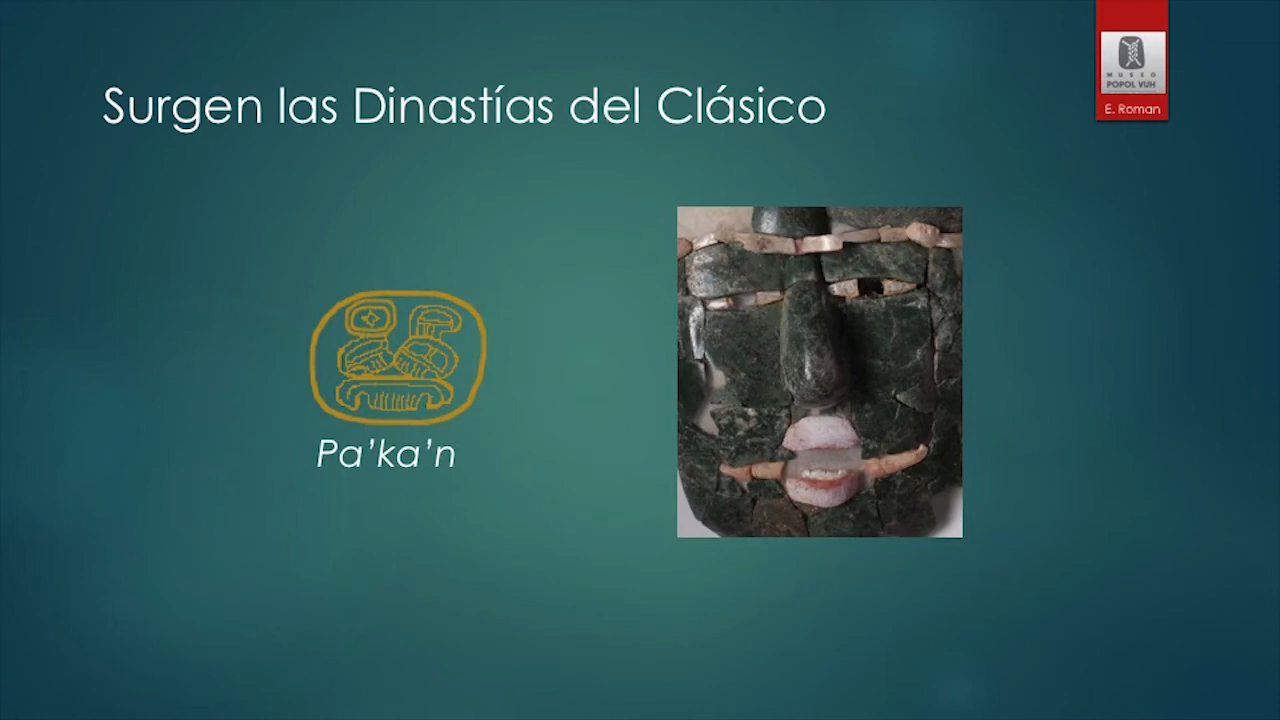 Surgen las Dinastías del Clásico
MUSEO
POPOL VUH
E. Roman
Pa’ka’n